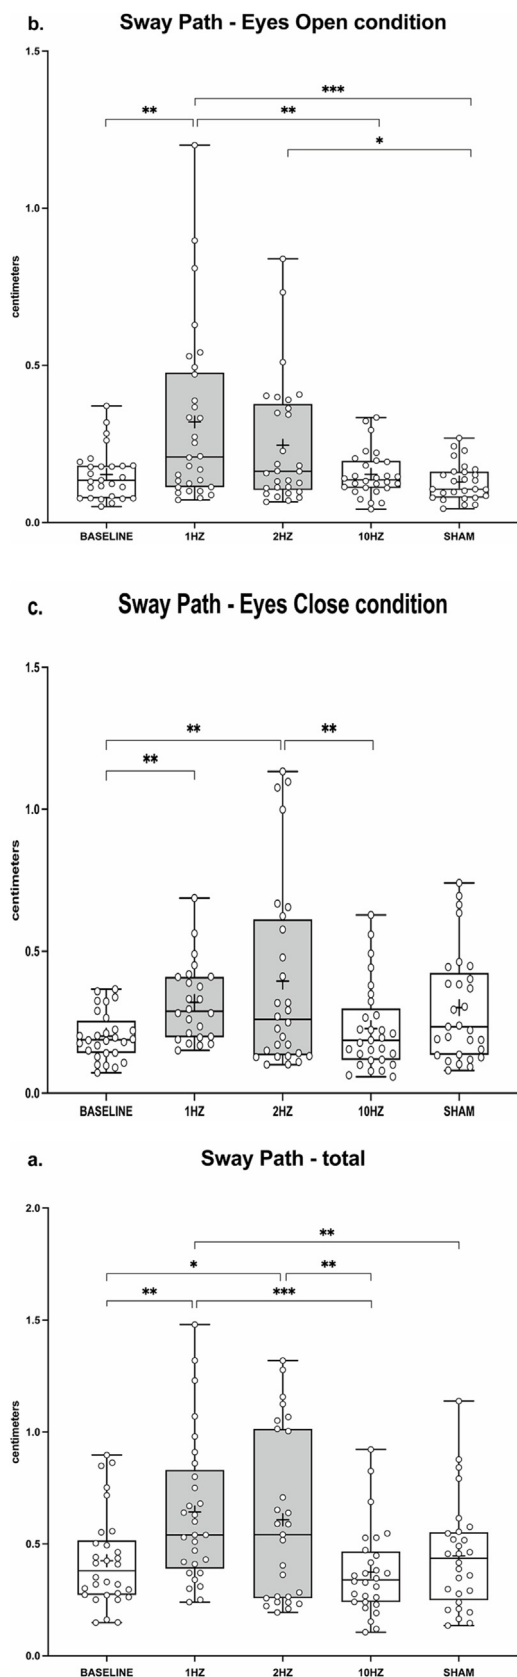 b. Sway Path - Eyes Open condition
1.5
***
** **
*
1.0
centimeters
0.5
0.0
BASELINE 1HZ 2HZ 10HZ SHAM
c. Sway Path - Eyes Close condition
1.5
** **
**
1.0
centimeters
0.5
0.0
BASELINE 1HZ 2HZ 10HZ SHAM
a. Sway Path - total
2.0
**
* **
** ***
1.5
1.0
centimeters
0.5
0.0
BASELINE 1HZ 2HZ 10HZ SHAM